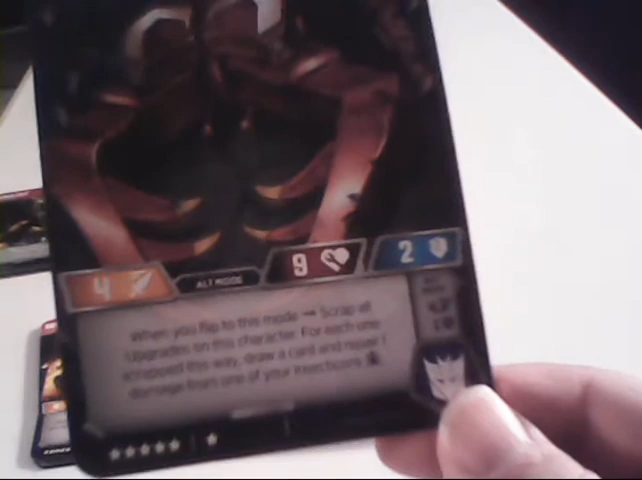 4 ALT MODE 9 2
When you flip to this mode → Scrap all
Upgrades on this character. For each one
scrapped this way, draw a card and repair 1
damage from one of your Insecticons